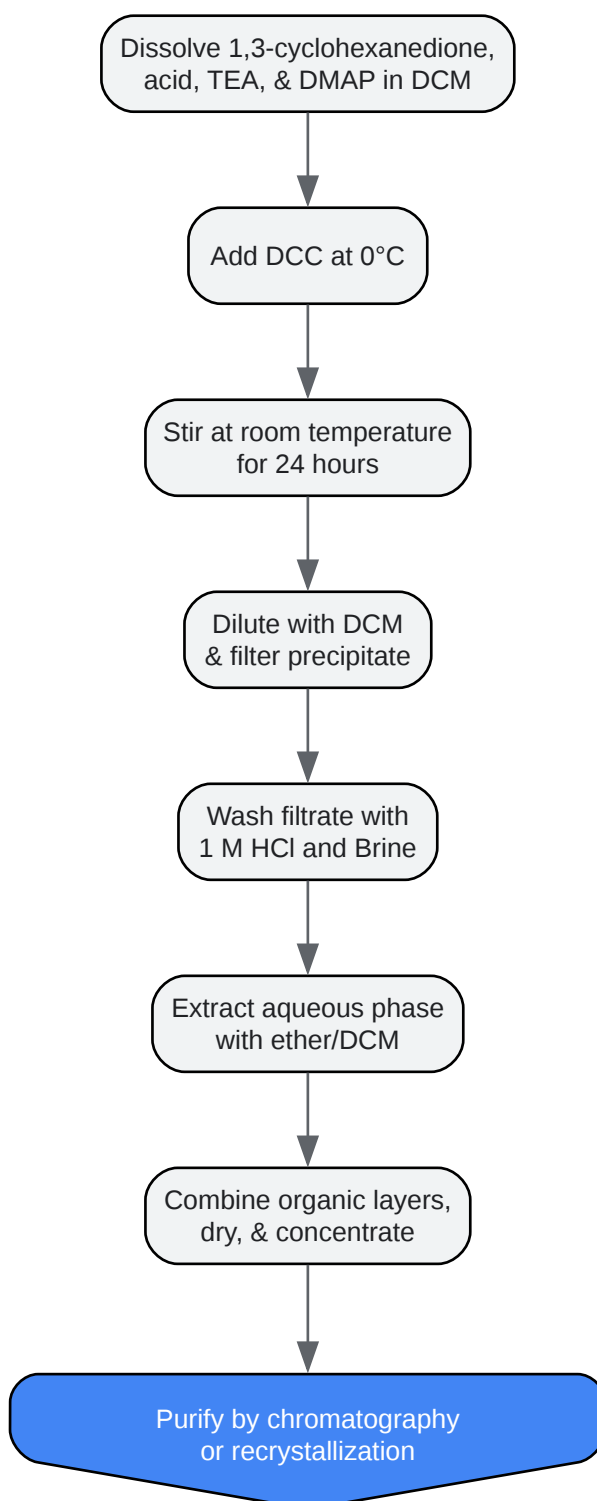 Dissolve 1,3-cyclohexanedione,
acid, TEA, & DMAP in DCM
Add DCC at 0°C
Stir at room temperature
for 24 hours
Dilute with DCM
& filter precipitate
Wash filtrate with
1 M HCl and Brine
Extract aqueous phase
with ether/DCM
Combine organic layers,
dry, & concentrate
Purify by chromatography
or recrystallization